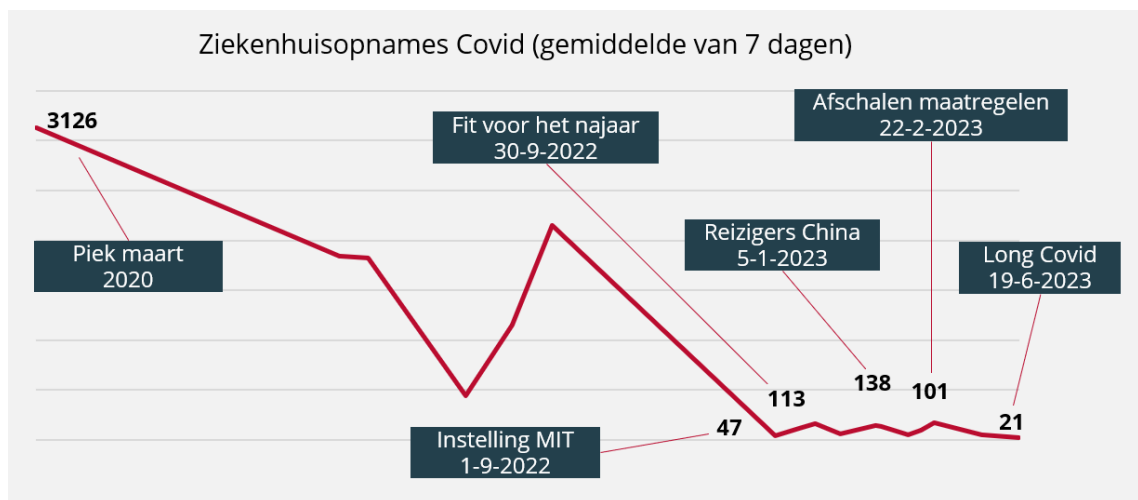 Ziekenhuisopnames Covid (gemiddelde van 7 dagen)
3126
Piek maart
2020
Fit voor het najaar
30-9-2022
Afschalen maatregelen
22-2-2023
Reizigers China
5-1-2023
Long Covid
19-6-2023
Instelling MIT
1-9-2022
47
113
138
101
21